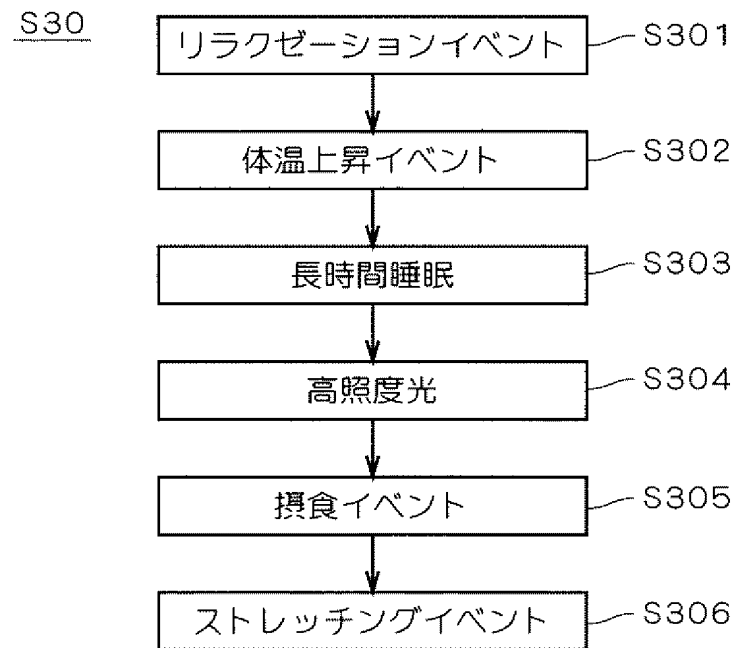 S30
リラクゼーションイベント S301
体温上昇イベント S302
長時間睡眠 S303
高照度光 S304
摂食イベント S305
ストレッチングイベント S306